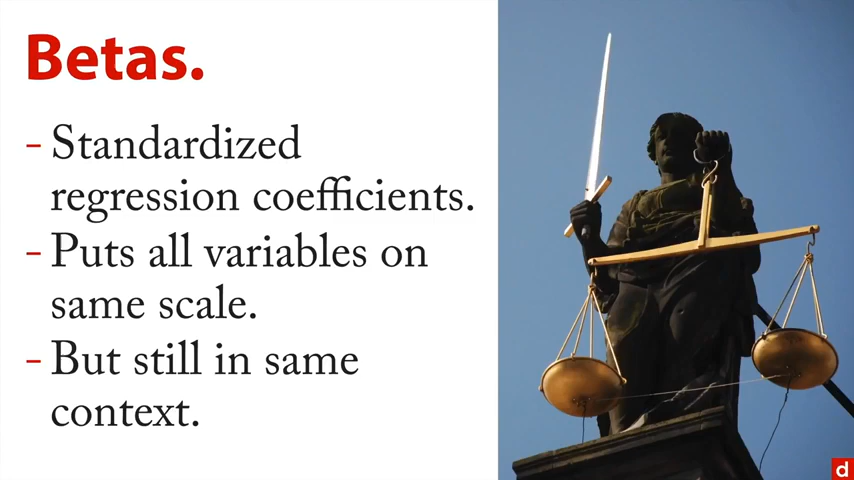 Betas.
- Standardized
regression coefficients.
- Puts all variables on
same scale.
- But still in same
context.
d